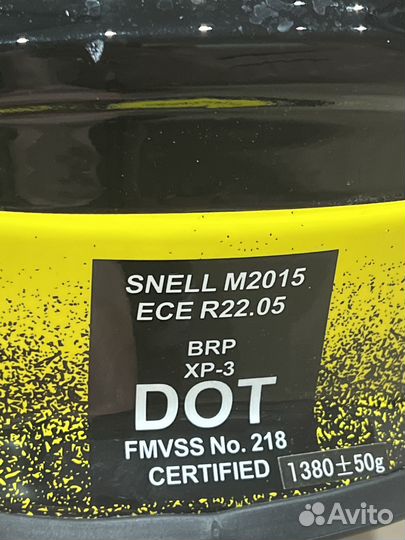 SNELL M2015
ECE R22.05
BRP
XP-3
DOT
FMVSS No. 218
CERTIFIED 1380±50g
Avito